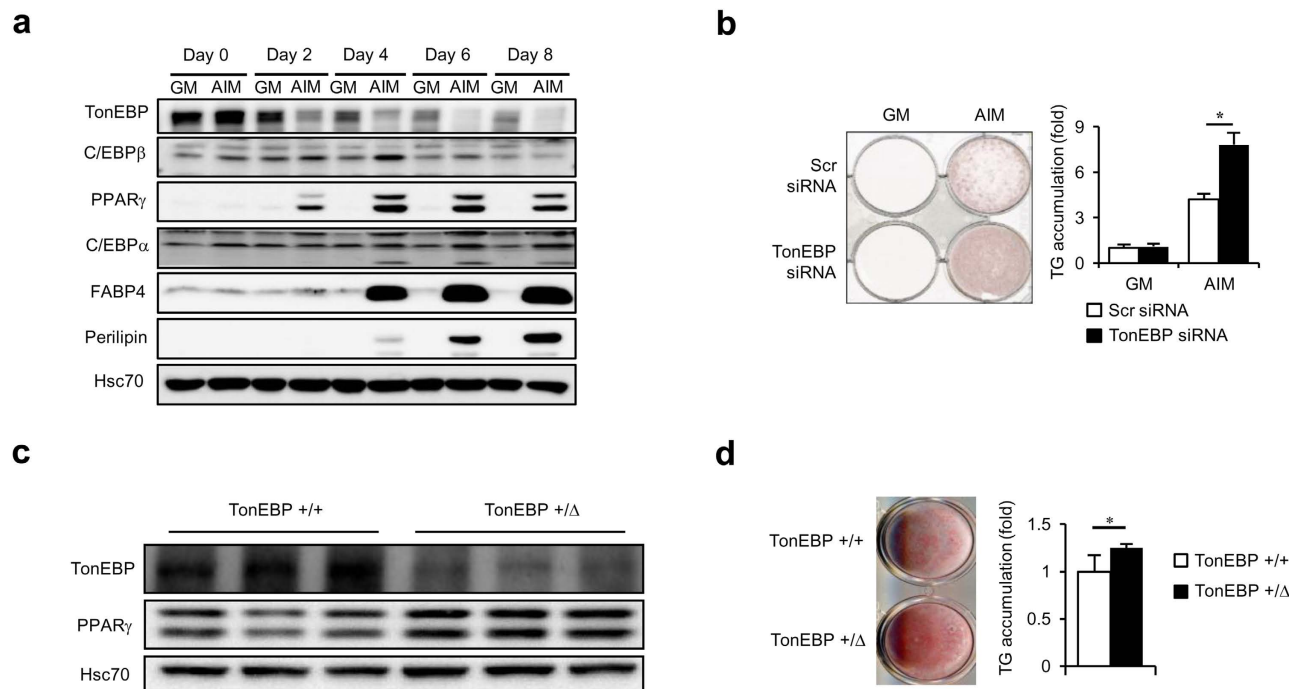 a
Day 0 Day 2 Day 4 Day 6 Day 8
GM AIM GM AIM GM AIM GM AIM GM AIM
TonEBP
C/EBPβ
PPARγ
C/EBPα
FABP4
Perilipin
Hsc70
b
GM AIM
Scr
siRNA
TonEBP
siRNA
TG accumulation (fold)
9
6
3
0
*
GM AIM
Scr siRNA
TonEBP siRNA
c
TonEBP +/+ TonEBP +/Δ
TonEBP
PPARγ
Hsc70
d
TonEBP +/+
TonEBP +/Δ
TG accumulation (fold)
1.5
1
0.5
0
*
TonEBP +/+
TonEBP +/Δ